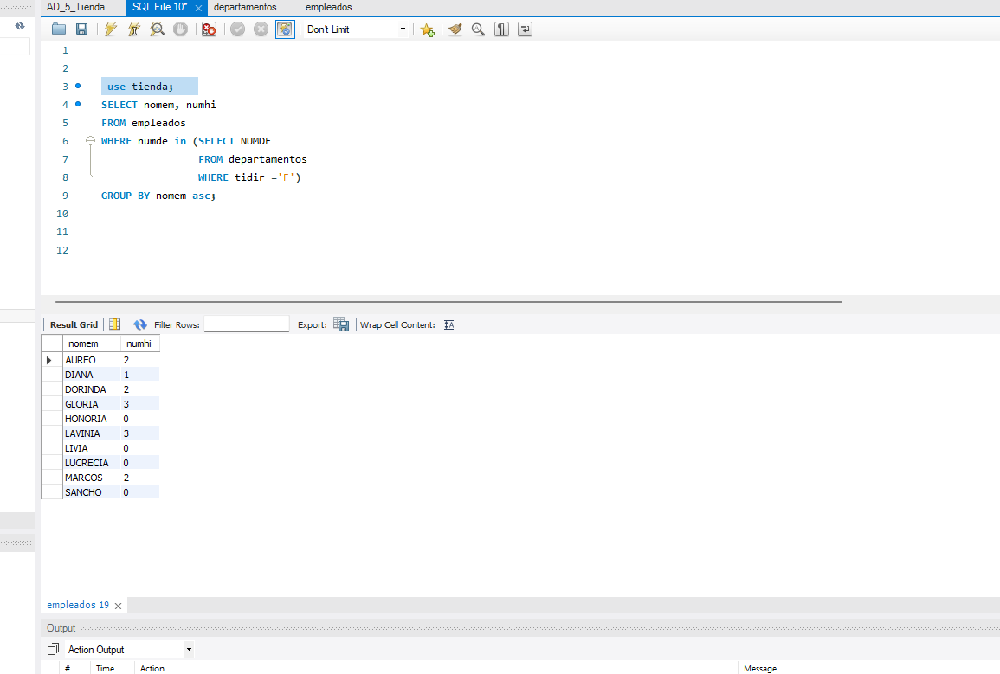 AD_5_Tienda SQL File 10* departamentos empleados
Don't Limit
1
2
3 use tienda;
4 SELECT nomem, numhi
5 FROM empleados
6 WHERE numde in (SELECT NUMDE
7 FROM departamentos
8 WHERE tidir ='F')
9 GROUP BY nomem asc;
10
11
12
Result Grid Filter Rows: Export: Wrap Cell Content:
nomem numhi
AUREO 2
DIANA 1
DORINDA 2
GLORIA 3
HONORIA 0
LAVINIA 3
LIVIA 0
LUCRECIA 0
MARCOS 2
SANCHO 0
empleados 19
Output
Action Output
# Time Action Message